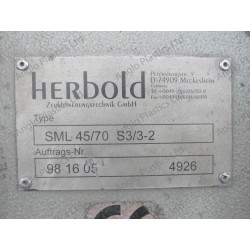 herbold
Zerkleinerungstechnik GmbH
D-74909 Meckesheim
Type
SML 45/70 S3/3-2
Auftrags-Nr.
98 16 05 4926